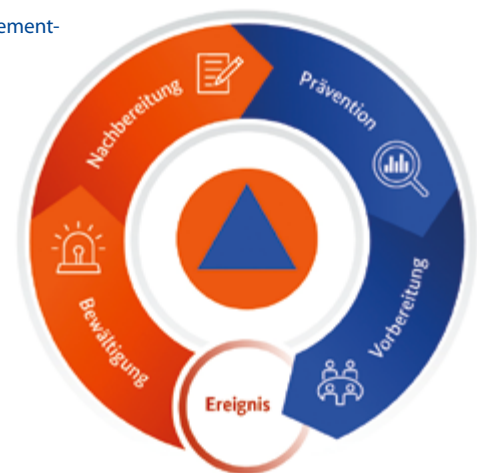 ement-
Prävention
Vorbereitung
Ereignis
Bewältigung
Nachbereitung